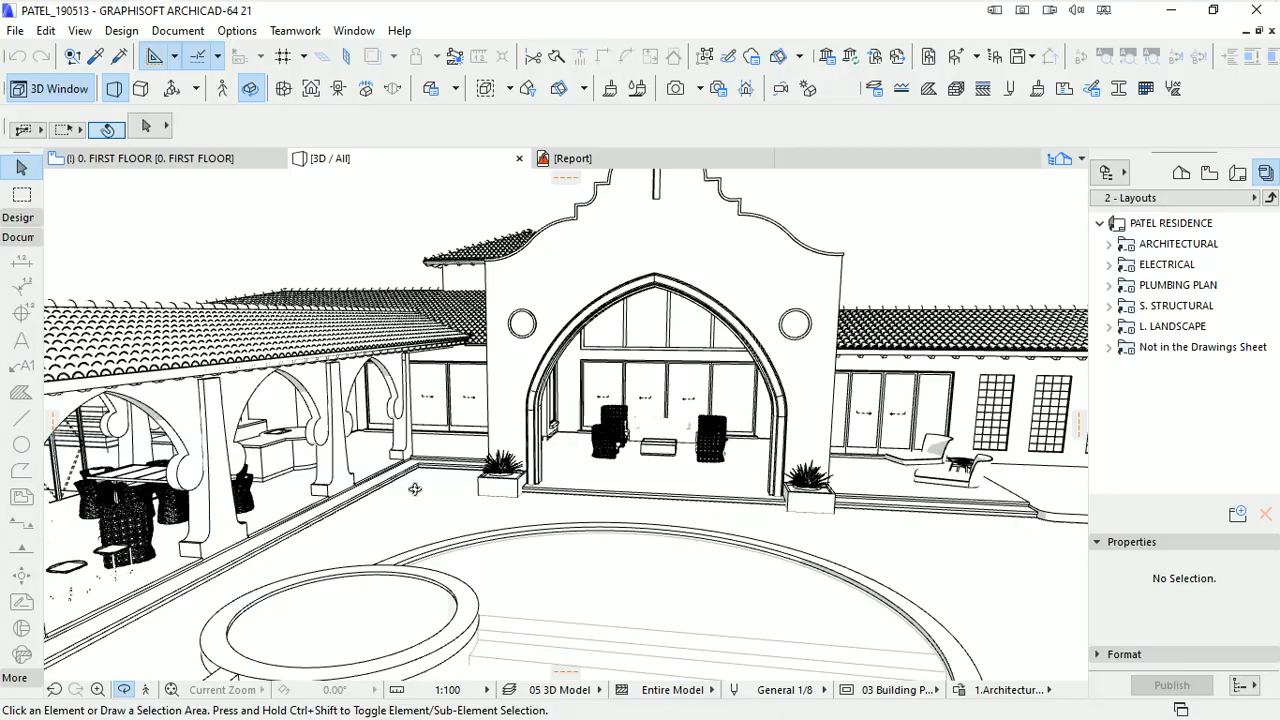 PATEL_190513 - GRAPHISOFT ARCHICAD-64 21
File Edit View Design Document Options Teamwork Window Help
3D Window
(!) 0. FIRST FLOOR [0. FIRST FLOOR]
[3D / All]
[Report]
2 - Layouts
Design
Docum
1.2
A
A1
More
PATEL RESIDENCE
ARCHITECTURAL
ELECTRICAL
PLUMBING PLAN
S. STRUCTURAL
L. LANDSCAPE
Not in the Drawings Sheet
Properties
No Selection.
Format
Publish
Current Zoom
0.00°
1:100
05 3D Model
Entire Model
General 1/8
03 Building P...
1.Architectur...
Click an Element or Draw a Selection Area. Press and Hold Ctrl+Shift to Toggle Element/Sub-Element Selection.